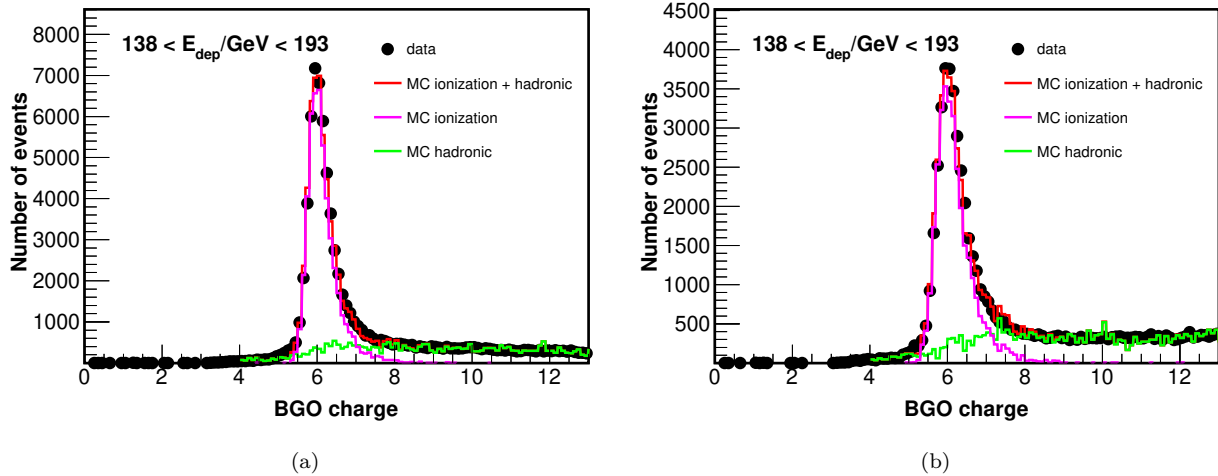 138 < E_dep/GeV < 193
data
MC ionization + hadronic
MC ionization
MC hadronic
Number of events
8000
7000
6000
5000
4000
3000
2000
1000
0 2 4 6 8 10 12
BGO charge
(a)
138 < E_dep/GeV < 193
data
MC ionization + hadronic
MC ionization
MC hadronic
Number of events
4500
4000
3500
3000
2500
2000
1500
1000
500
0 2 4 6 8 10 12
BGO charge
(b)